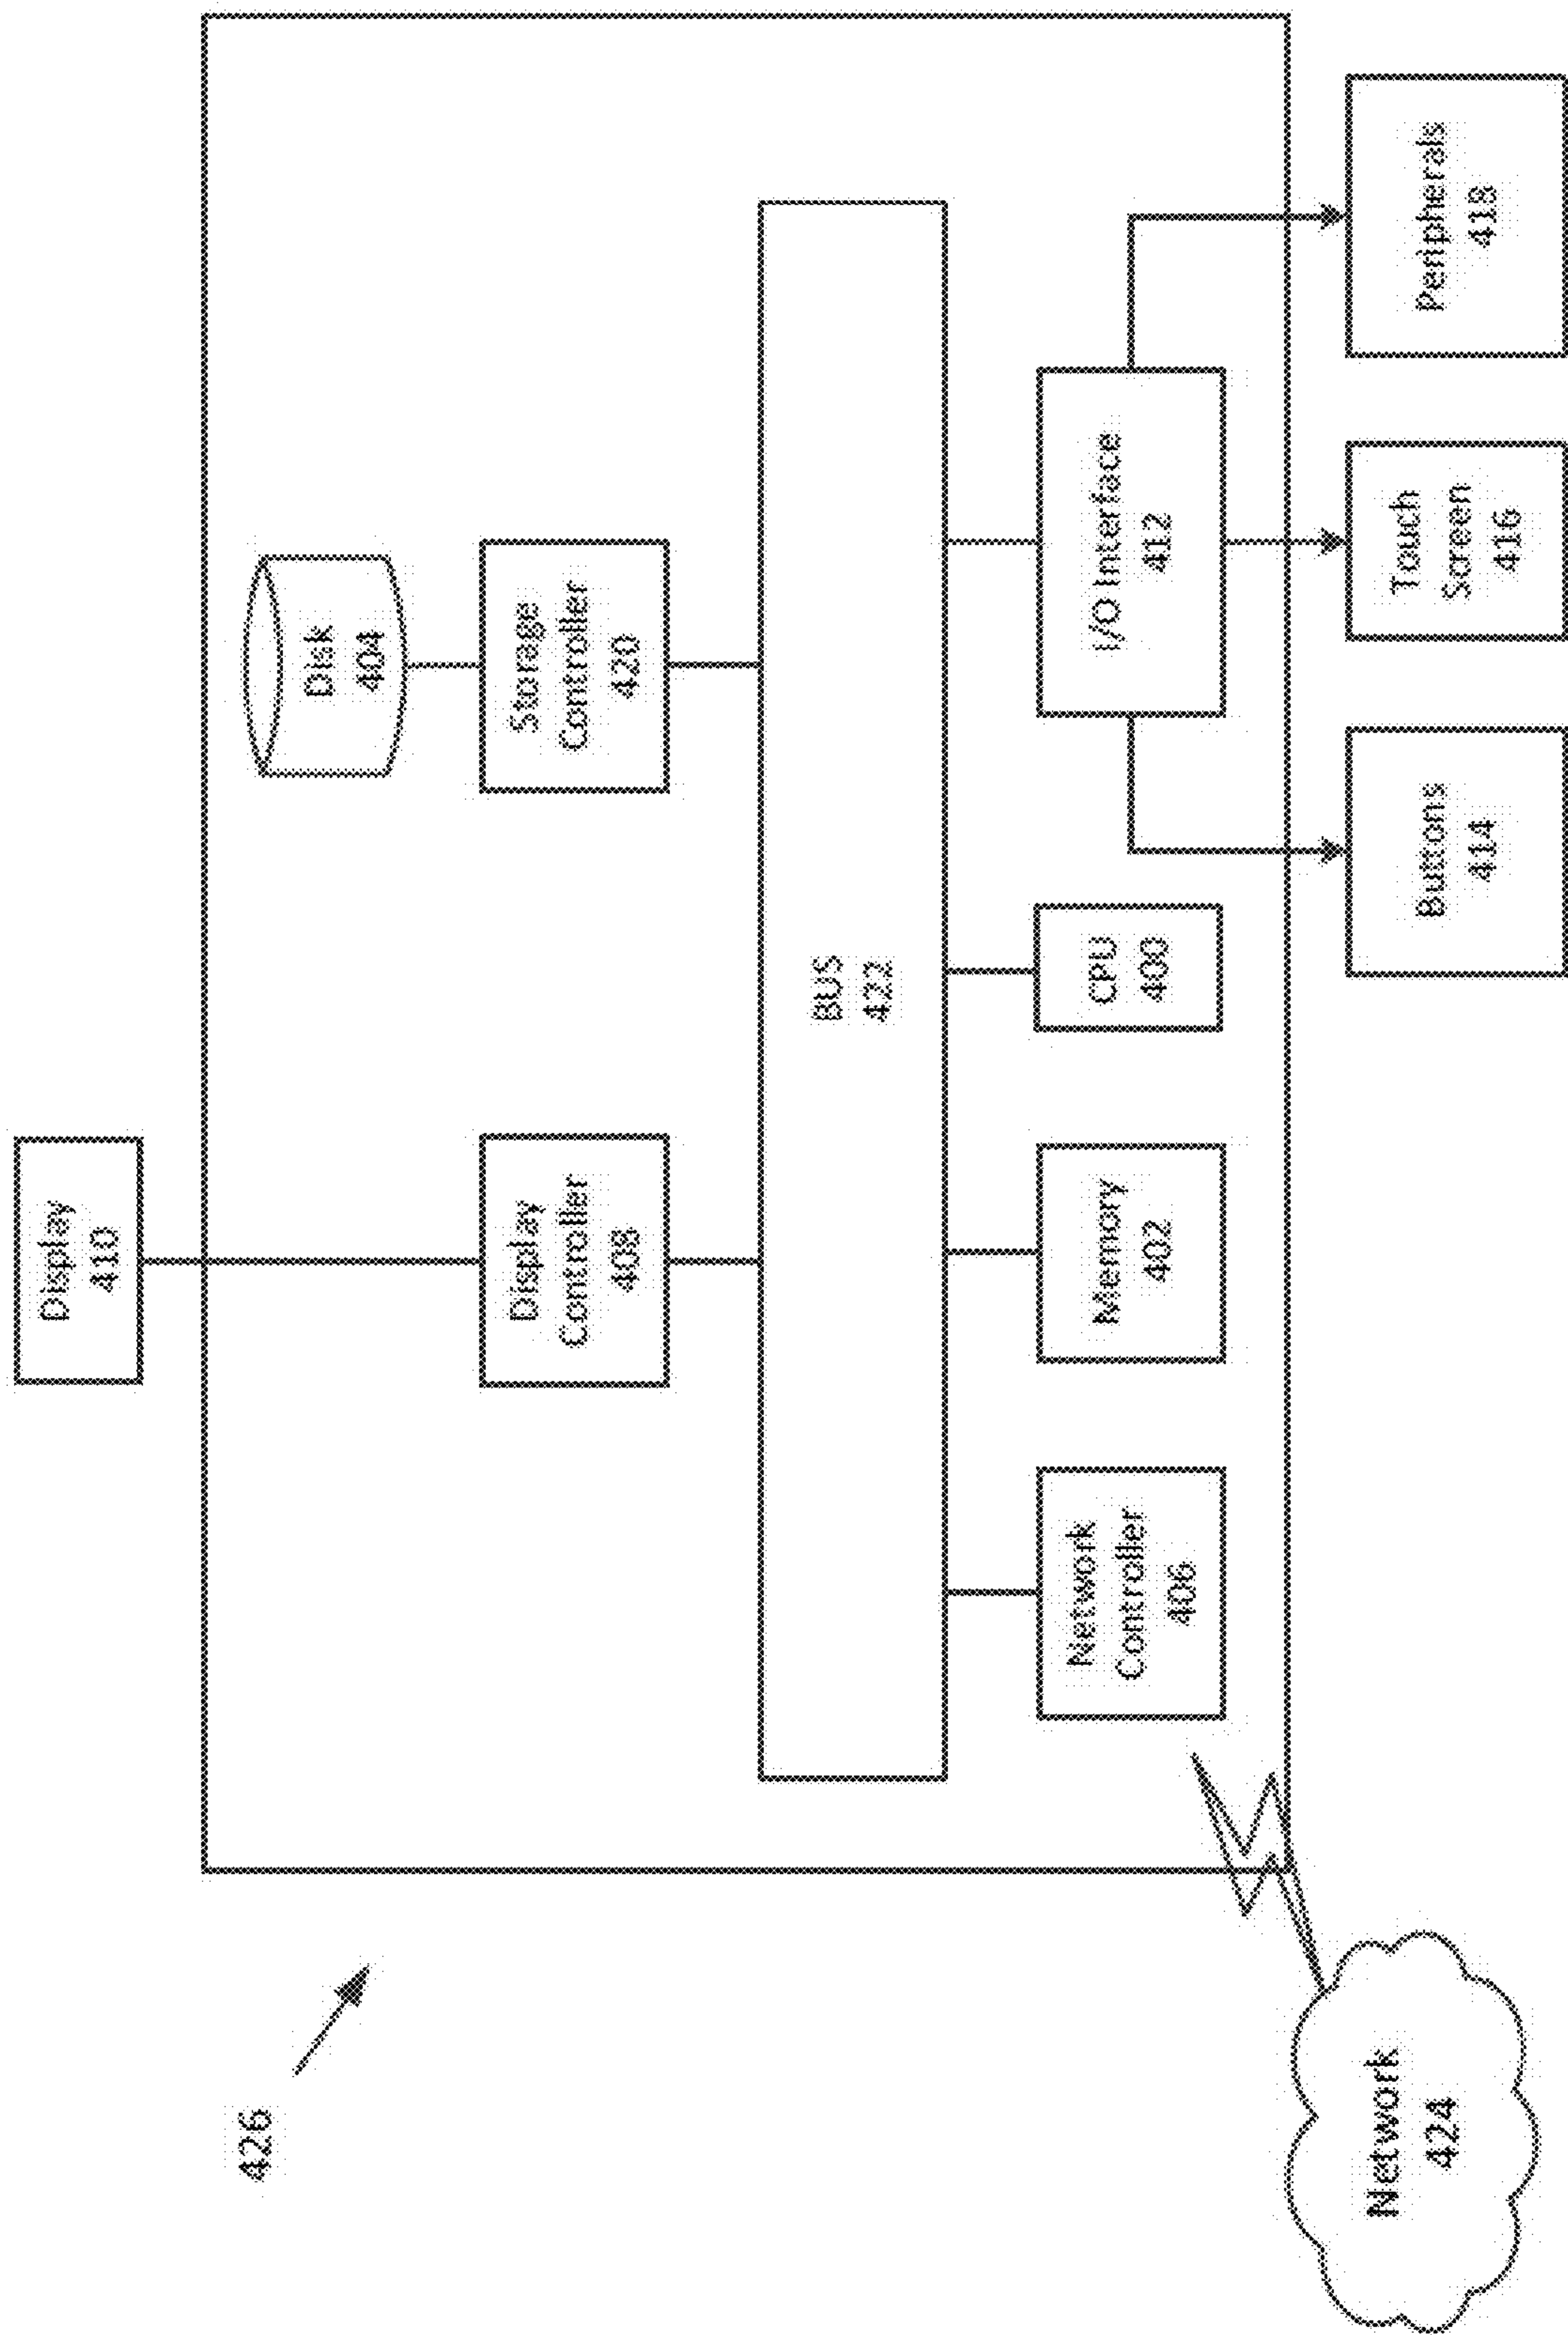 426
Display
410
Disk
404
Display
Controller
408
Storage
Controller
420
BUS
422
Network
Controller
406
Memory
402
CPU
400
I/O Interface
412
Network
424
Buttons
414
Touch
Screen
416
Peripherals
418